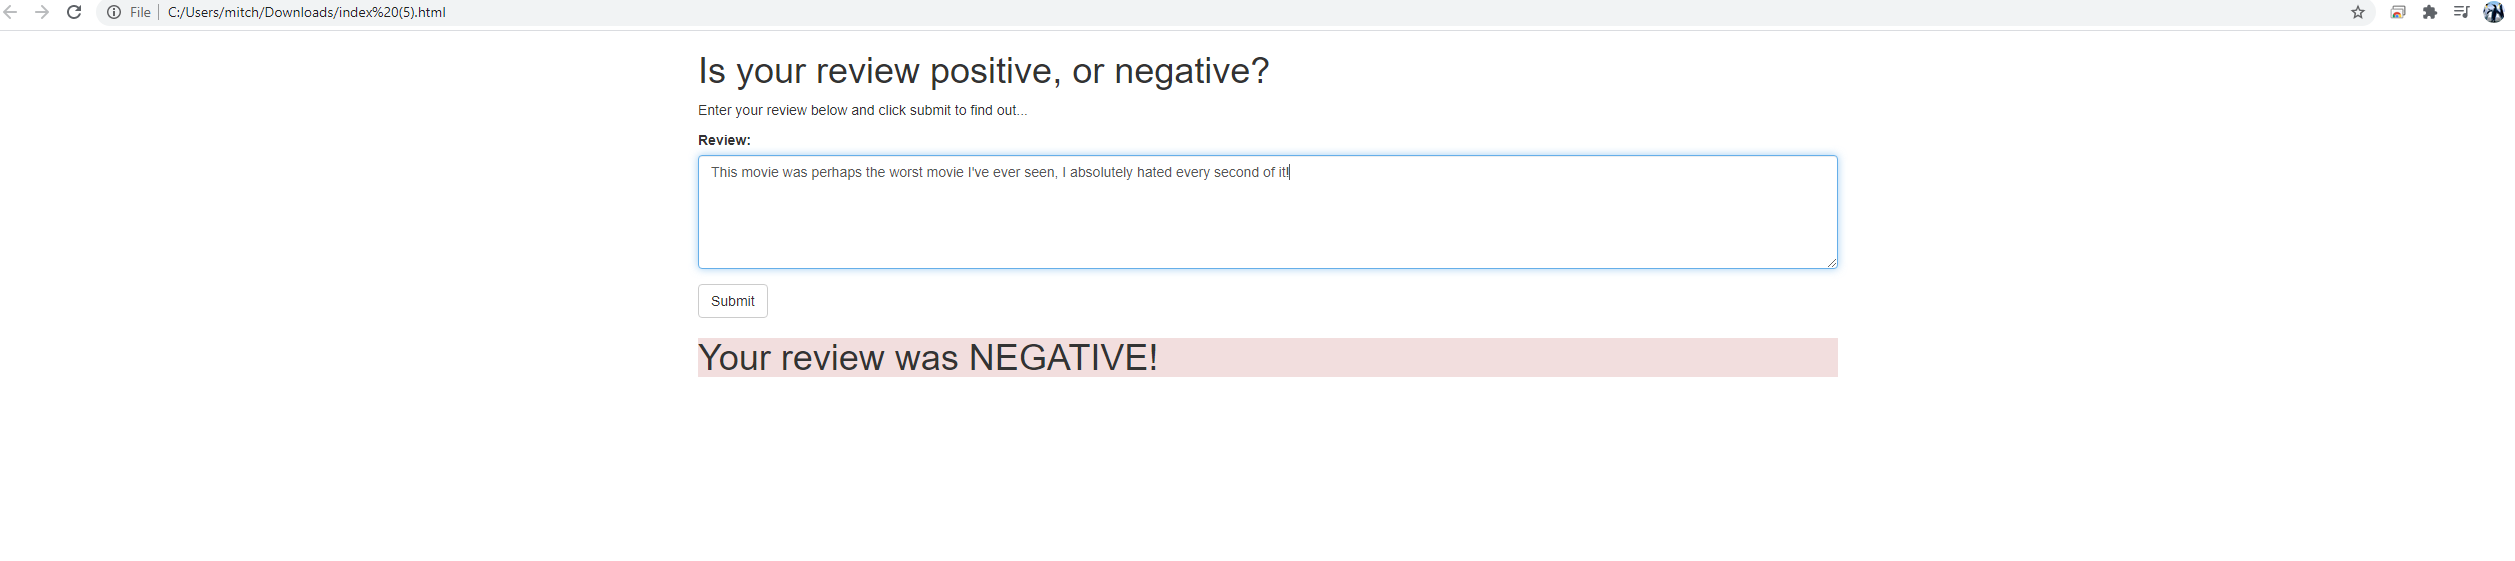 File C:/Users/mitch/Downloads/index%20(5).html
Is your review positive, or negative?
Enter your review below and click submit to find out...
Review:
This movie was perhaps the worst movie I've ever seen, I absolutely hated every second of it!
Submit
Your review was NEGATIVE!